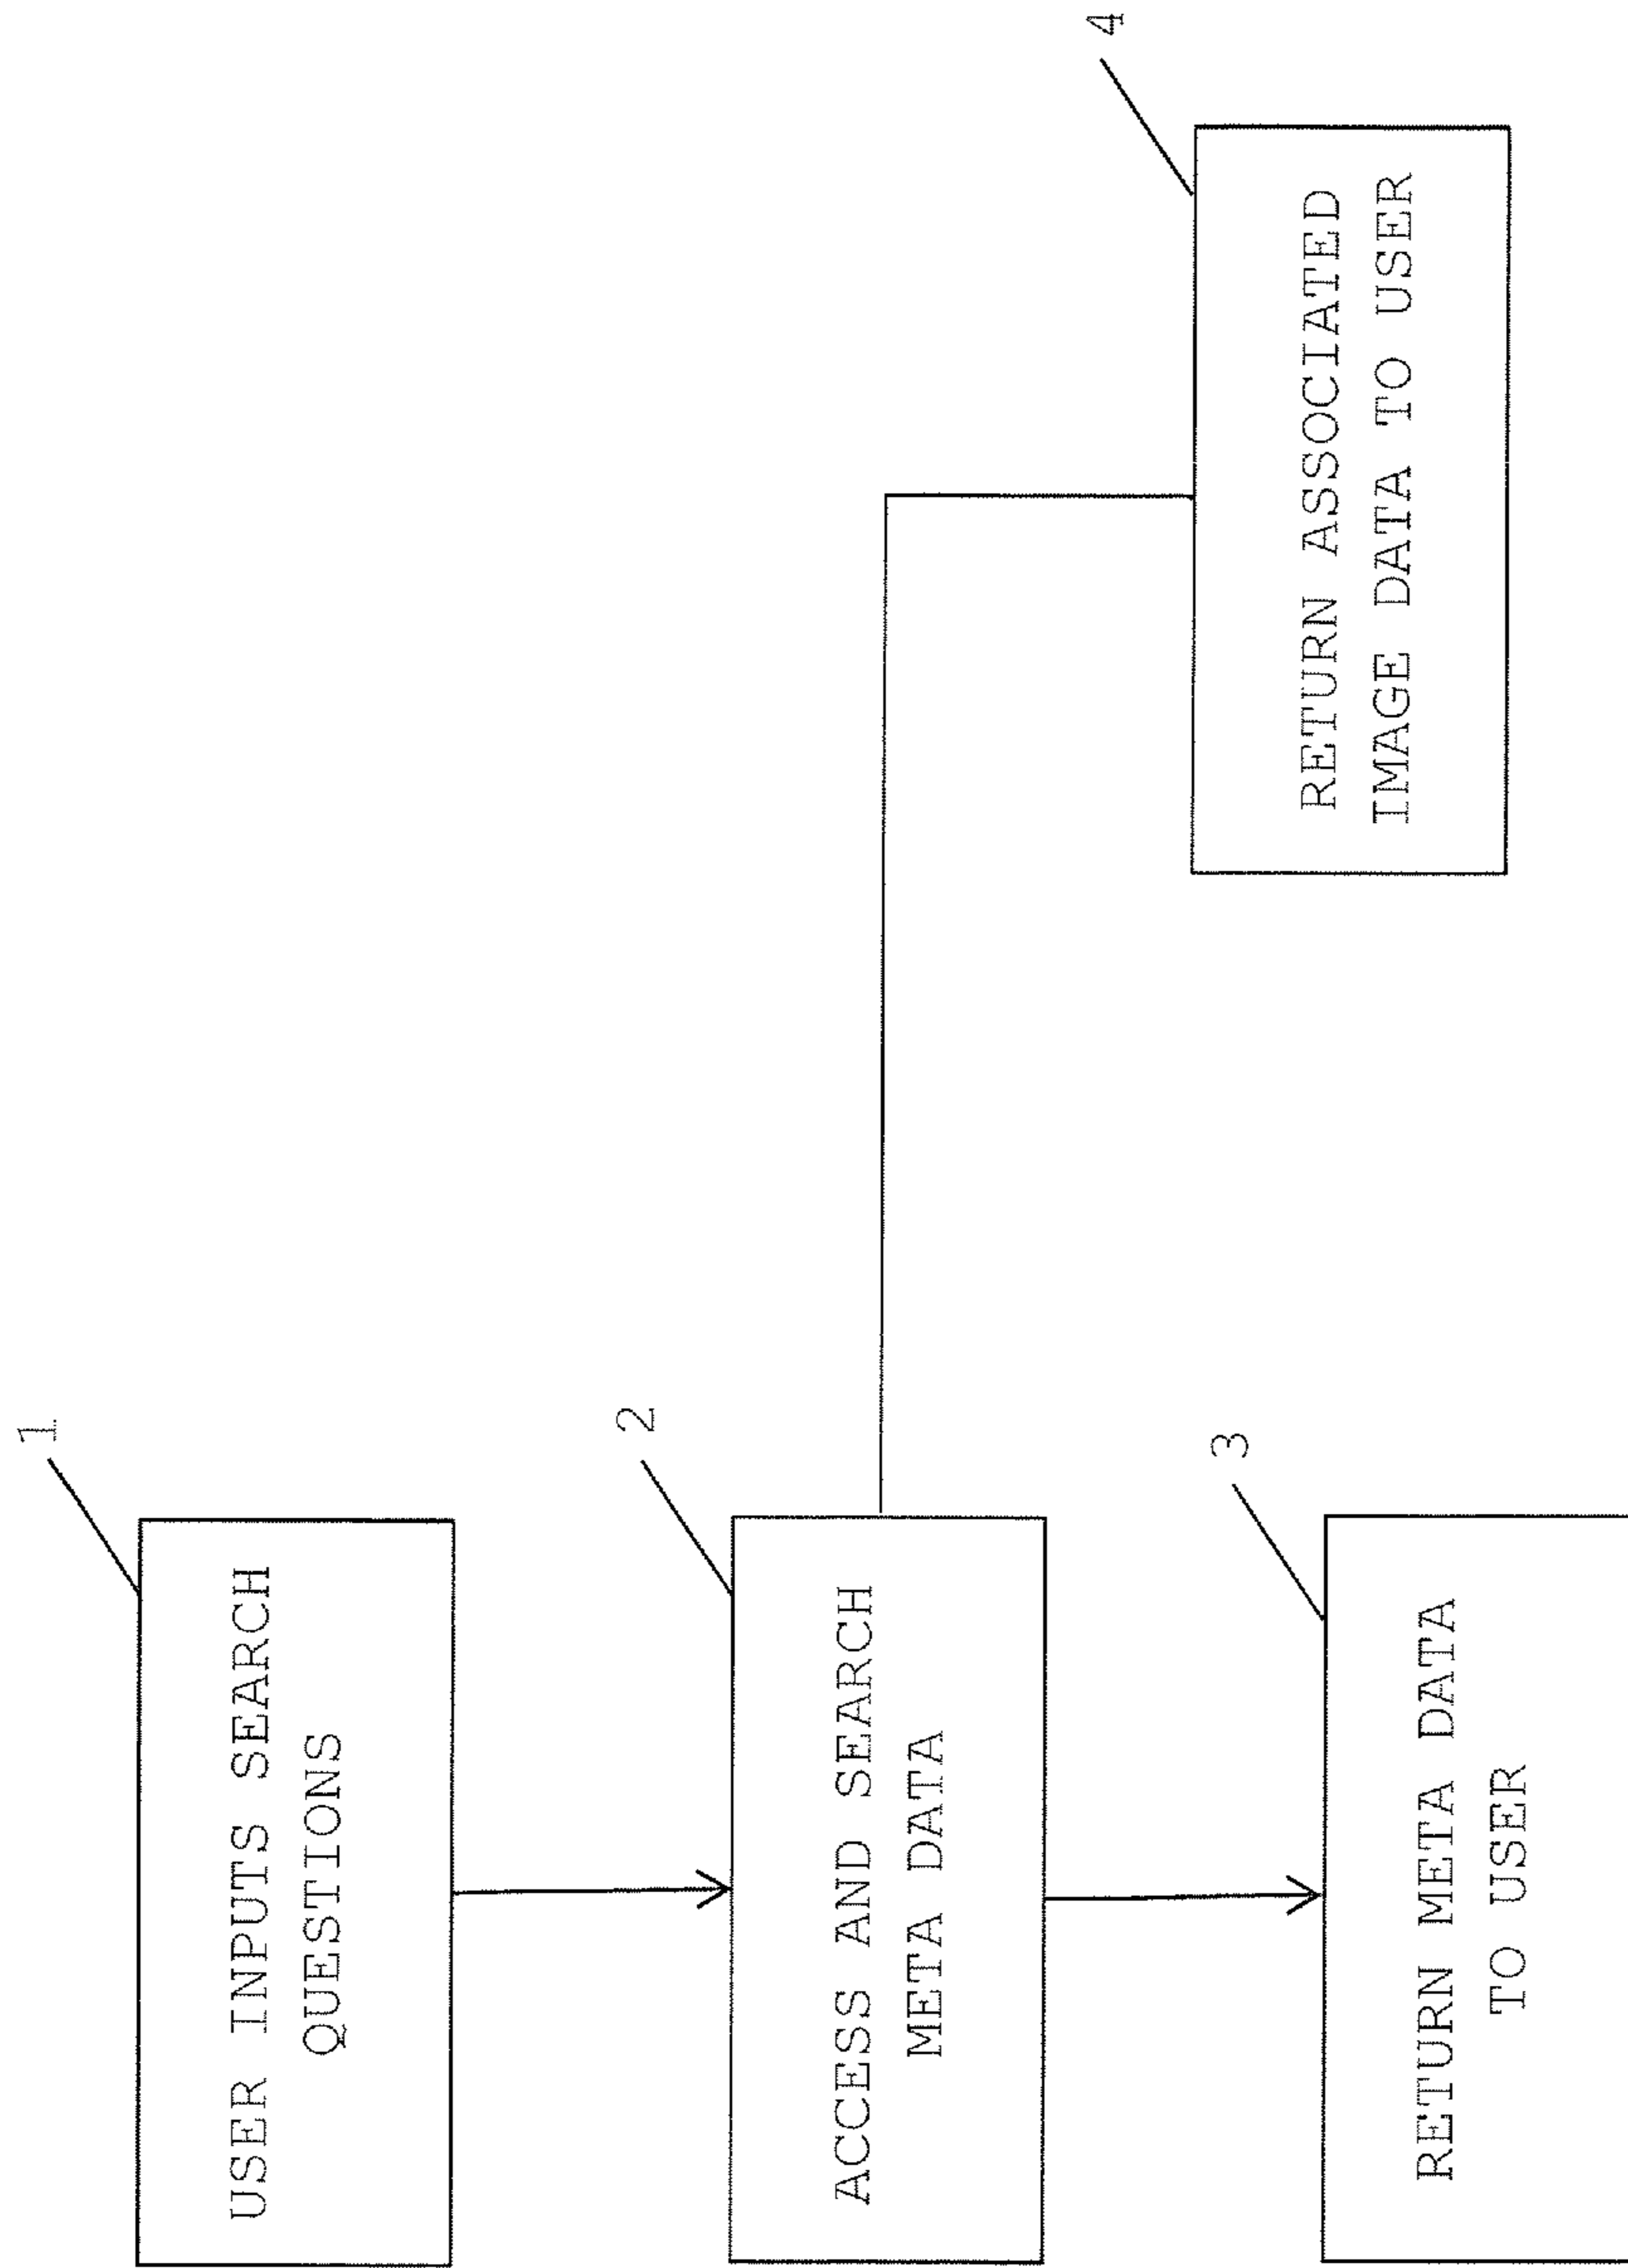 1
USER INPUTS SEARCH
QUESTIONS
2
ACCESS AND SEARCH
META DATA
3
RETURN META DATA
TO USER
4
RETURN ASSOCIATED
IMAGE DATA TO USER